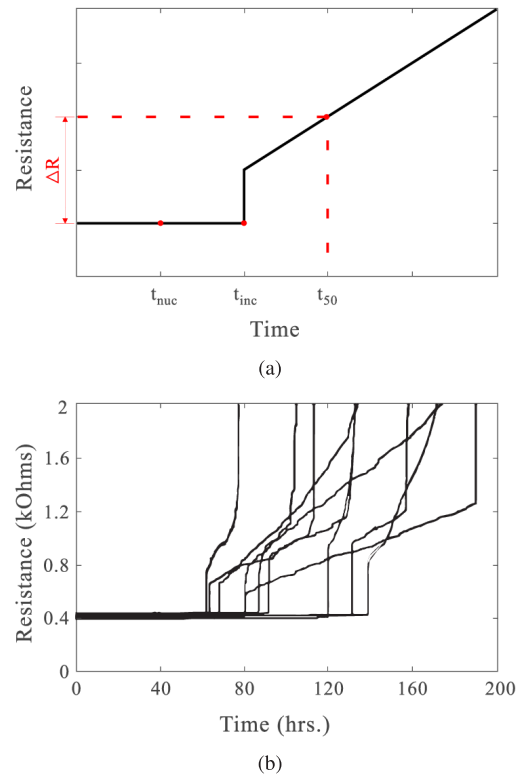 Resistance
ΔR
t_nuc t_inc t_50
Time
(a)
Resistance (kOhms)
2
1.6
1.2
0.8
0.4
0
0 40 80 120 160 200
Time (hrs.)
(b)